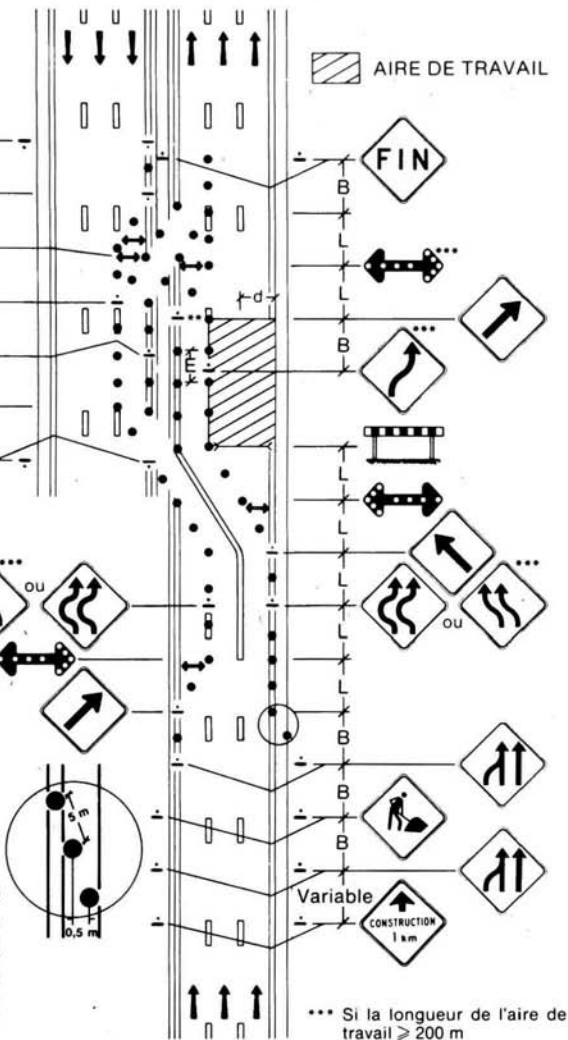 AIRE DE TRAVAIL
FIN
B
L
***
L
d
**
B
***
E
L
L
***
ou
L
***
ou
L
L
B
B
5 m
B
0,5 m
Variable
CONSTRUCTION
1 km
*** Si la longueur de l'aire de
travail ≥ 200 m